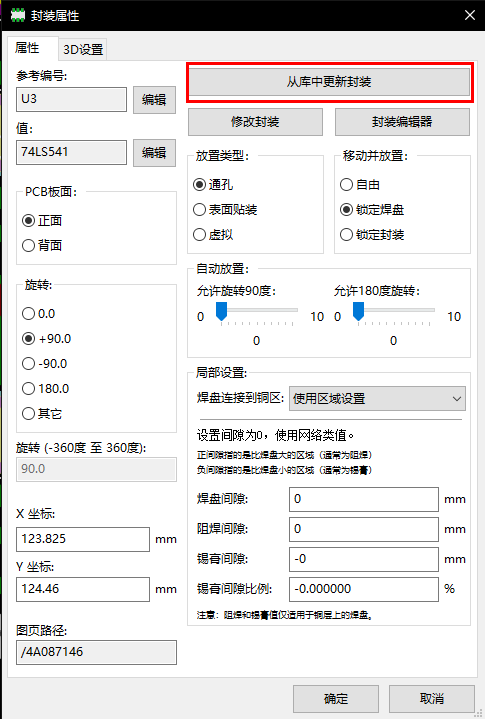 封装属性
属性
3D设置
参考编号:
U3
编辑
值:
74LS541
编辑
PCB板面:
正面
背面
旋转:
0.0
+90.0
-90.0
180.0
其它
旋转 (-360度 至 360度):
90.0
X 坐标:
123.825 mm
Y 坐标:
124.46 mm
图页路径:
/4A087146
从库中更新封装
修改封装
封装编辑器
放置类型:
通孔
表面贴装
虚拟
移动并放置:
自由
锁定焊盘
锁定封装
自动放置:
允许旋转90度:
0 10
0
允许180度旋转:
0 10
0
局部设置:
焊盘连接到铜区: 使用区域设置
设置间隙为0，使用网络类值。
正间隙指的是比焊盘大的区域（通常为阻焊）
负间隙指的是比焊盘小的区域（通常为锡膏）
焊盘间隙: 0 mm
阻焊间隙: 0 mm
锡膏间隙: -0 mm
锡膏间隙比例: -0.000000 %
注意：阻焊和锡膏值仅适用于铜层上的焊盘。
确定
取消